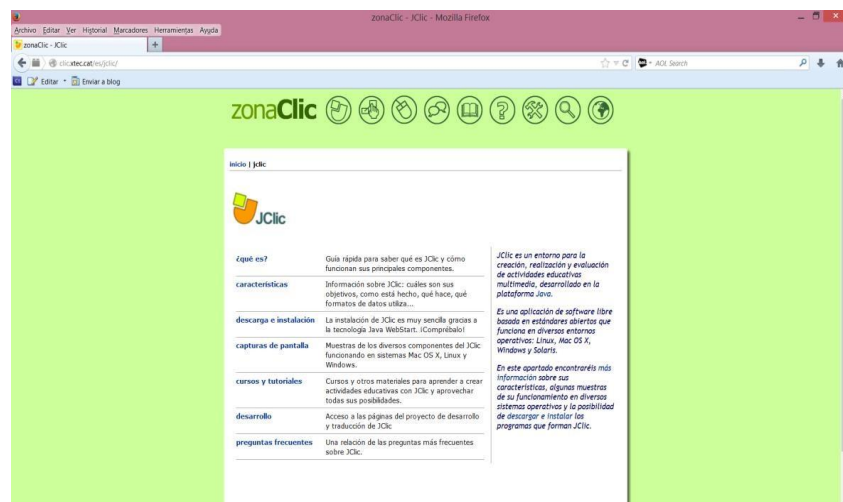 zonaClic - JClic - Mozilla Firefox
Archivo Editar Ver Historial Marcadores Herramientas Ayuda
zonaClic - JClic
clic.xtec.cat/es/jclic/
AOL Search
Editar
Enviar a blog
zonaClic
inicio | jclic
JClic
¿qué es?
Guía rápida para saber qué es JClic y cómo
funcionan sus principales componentes.
características
Información sobre JClic: cuáles son sus
objetivos, como está hecho, qué hace, qué
formatos de datos utiliza...
descarga e instalación
La instalación de JClic es muy sencilla gracias a
la tecnología Java WebStart. ¡Comprébalo!
capturas de pantalla
Muestras de los diversos componentes del JClic
funcionando en sistemas Mac OS X, Linux y
Windows.
cursos y tutoriales
Cursos y otros materiales para aprender a crear
actividades educativas con JClic y aprovechar
todas sus posibilidades.
desarrollo
Acceso a las páginas del proyecto de desarrollo
y traducción de JClic
preguntas frecuentes
Una relación de las preguntas más frecuentes
sobre JClic.
JClic es un entorno para la
creación, realización y evaluación
de actividades educativas
multimedia, desarrollado en la
plataforma Java.
Es una aplicación de software libre
basada en estándares abiertos que
funciona en diversos entornos
operativos: Linux, Mac OS X,
Windows y Solaris.
En este apartado encontraréis más
información sobre sus
características, algunas muestras
de su funcionamiento en diversos
sistemas operativos y la posibilidad
de descargar e instalar los
programas que forman JClic.